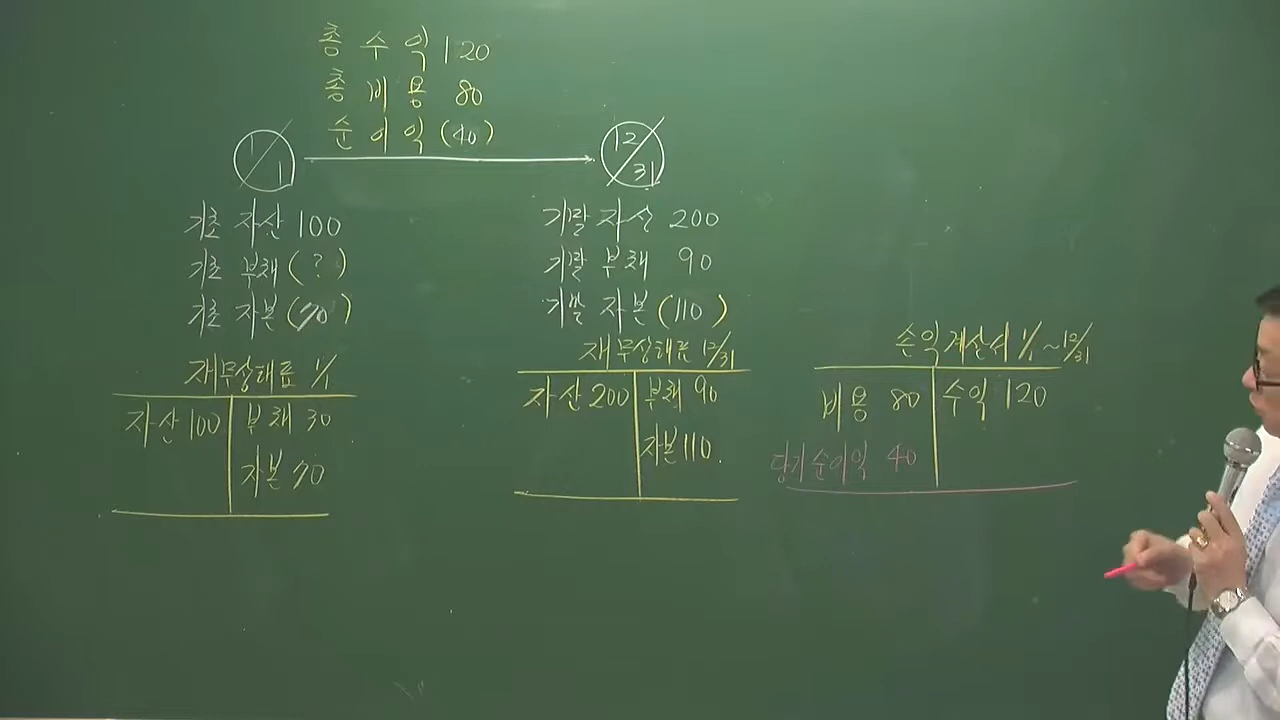 총 수 익 120
총 비 용 80
순 이 익 (40)
1/1
12/31
기초 자산 100
기초 부채 ( ? )
기초 자본 (70)
재무상태표 1/1
자산 100 부채 30
자본 70
기말 자산 200
기말 부채 90
기말 자본 (110)
재무상태표 12/31
자산 200 부채 90
자본 110
손익계산서 1/1 ~ 12/31
비용 80 수익 120
당기순이익 40